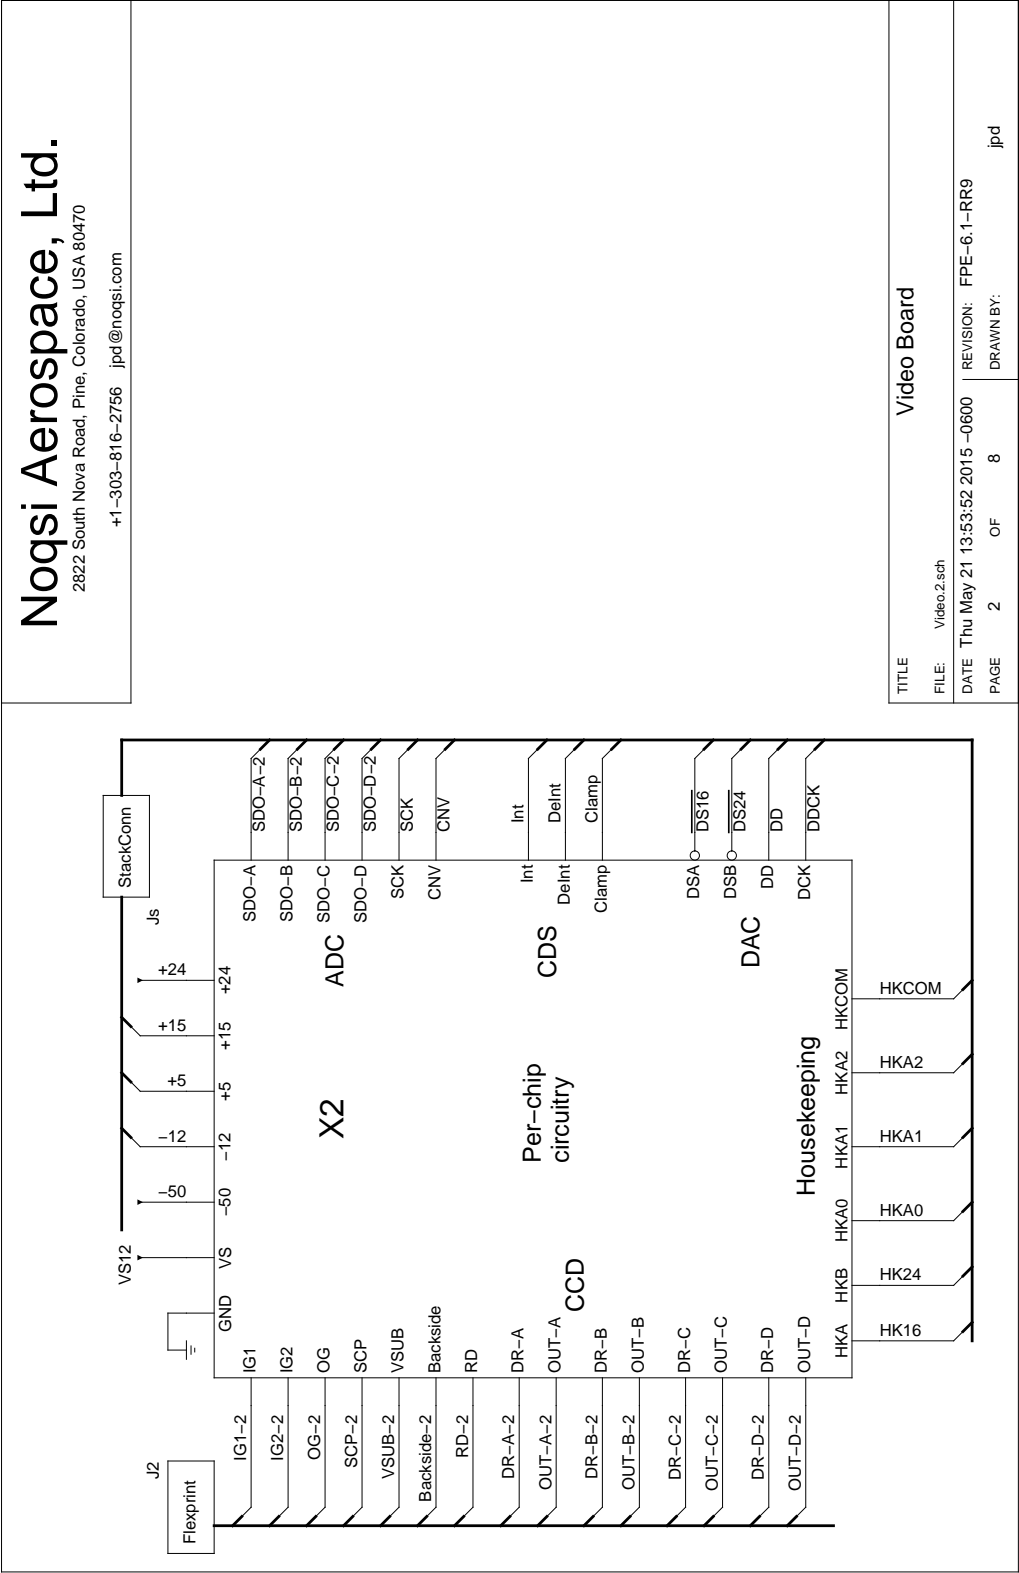 Noqsi Aerospace, Ltd.
2822 South Nova Road, Pine, Colorado, USA 80470
+1−303−816−2756 jpd@noqsi.com
J2
Flexprint
IG1−2
IG2−2
OG−2
SCP−2
VSUB−2
Backside−2
RD−2
DR−A−2
OUT−A−2
DR−B−2
OUT−B−2
DR−C−2
OUT−C−2
DR−D−2
OUT−D−2
IG1
IG2
OG
SCP
VSUB
Backside
RD
DR−A
OUT−A
DR−B
OUT−B
DR−C
OUT−C
DR−D
OUT−D
CCD
VS12
−50
−12
+5
+15
+24
GND
VS
−50
−12
+5
+15
+24
Js
StackConn
X2
Per−chip
circuitry
ADC
CDS
DAC
Housekeeping
SDO−A
SDO−B
SDO−C
SDO−D
SCK
CNV
Int
DeInt
Clamp
DSA
DSB
DD
DCK
SDO−A−2
SDO−B−2
SDO−C−2
SDO−D−2
SCK
CNV
Int
DeInt
Clamp
DS16
DS24
DD
DDCK
HKA
HKB
HKA0
HKA1
HKA2
HKCOM
HK16
HK24
HKA0
HKA1
HKA2
HKCOM
TITLE
Video Board
FILE: Video.2.sch
DATE Thu May 21 13:53:52 2015 −0600
REVISION: FPE−6.1−RR9
PAGE 2 OF 8
DRAWN BY: jpd